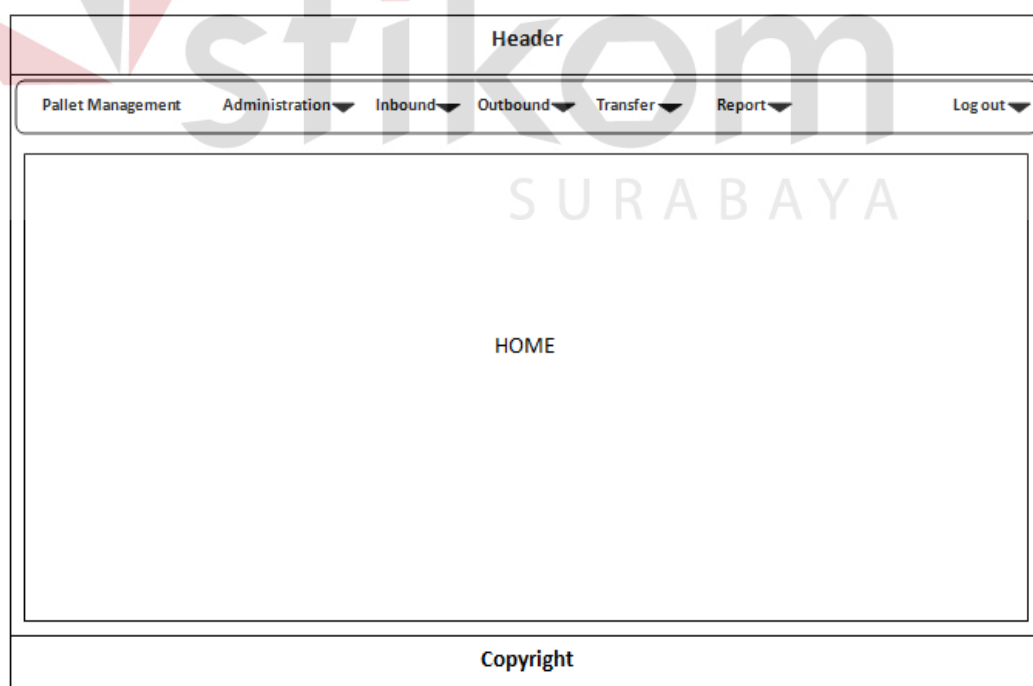 stikom
Header
Pallet Management Administration Inbound Outbound Transfer Report Log out
SURABAYA
HOME
Copyright